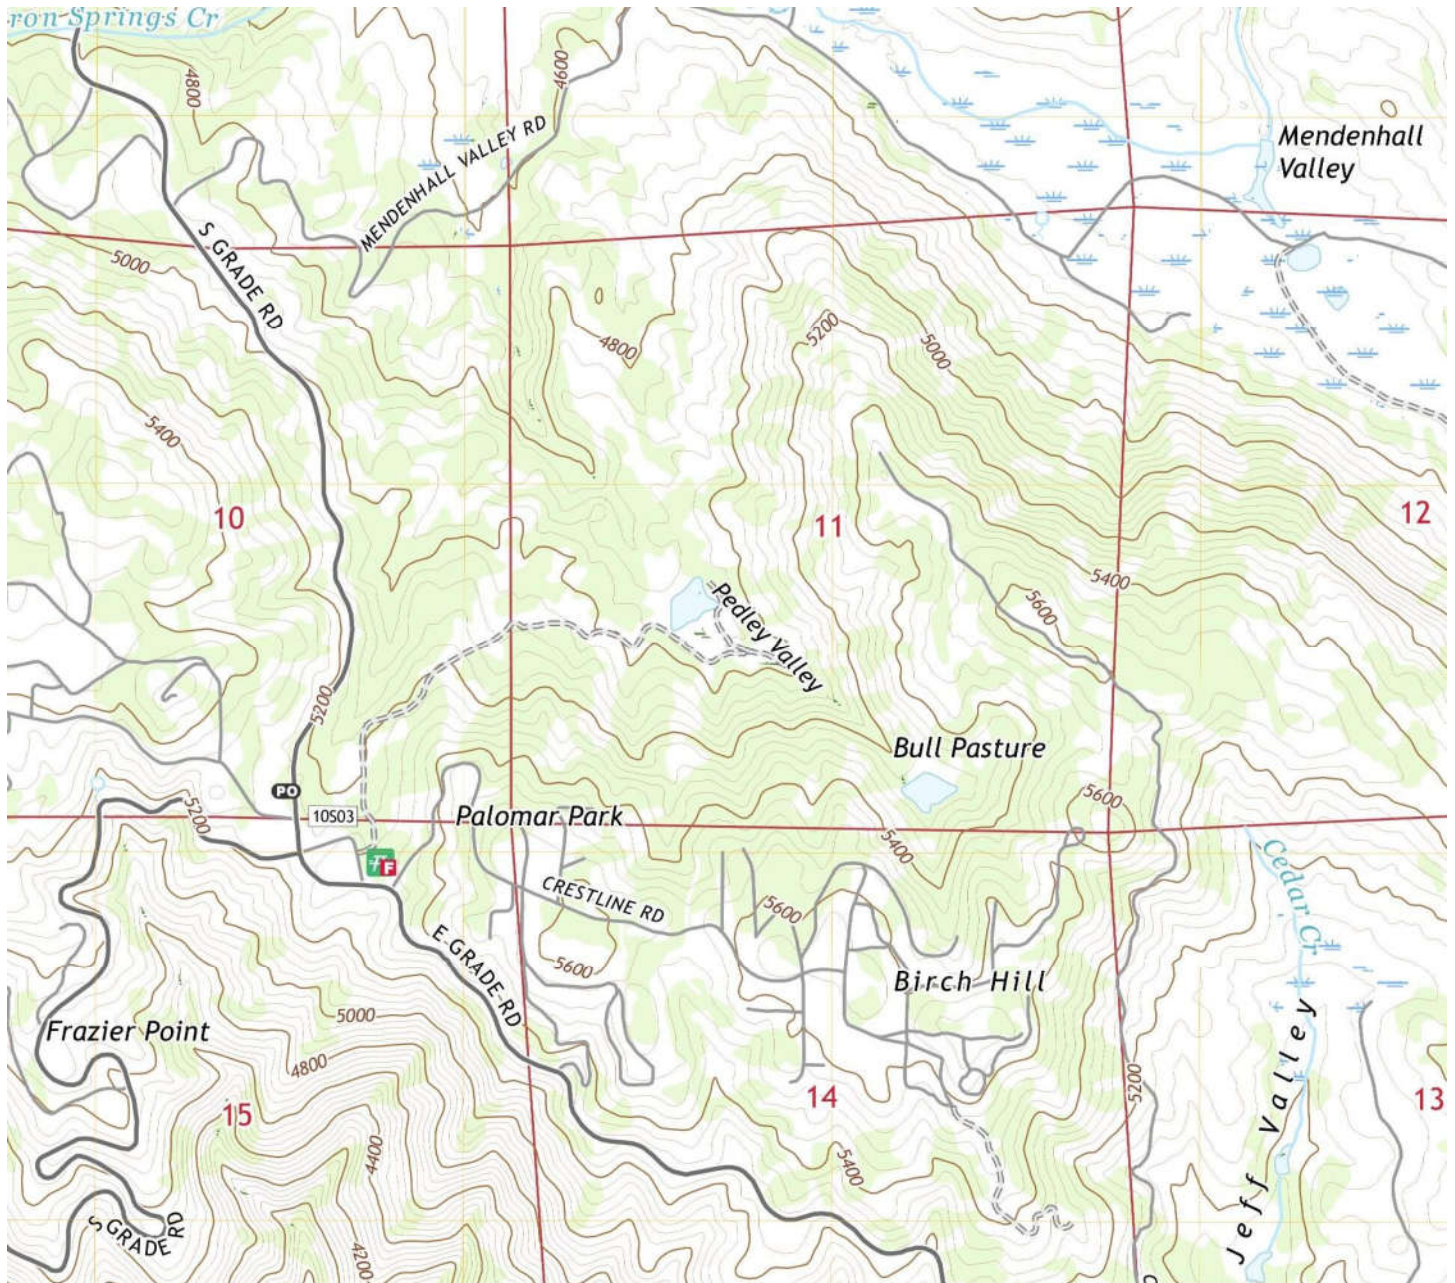 ron Springs Cr
4800
4600
MENDENHALL VALLEY RD
Mendenhall
Valley
S GRADE RD
5000
4800
5200
5000
5400
10
11
12
5400
5600
Pedley Valley
5200
Bull Pasture
PO
5200
10S03
Palomar Park
5600
5400
F
CRESTLINE RD
5600
Cedar Cr
E GRADE RD
5600
Birch Hill
Frazier Point
5000
4800
15
14
5200
13
4400
5400
Jeff Valley
S GRADE RD
4200